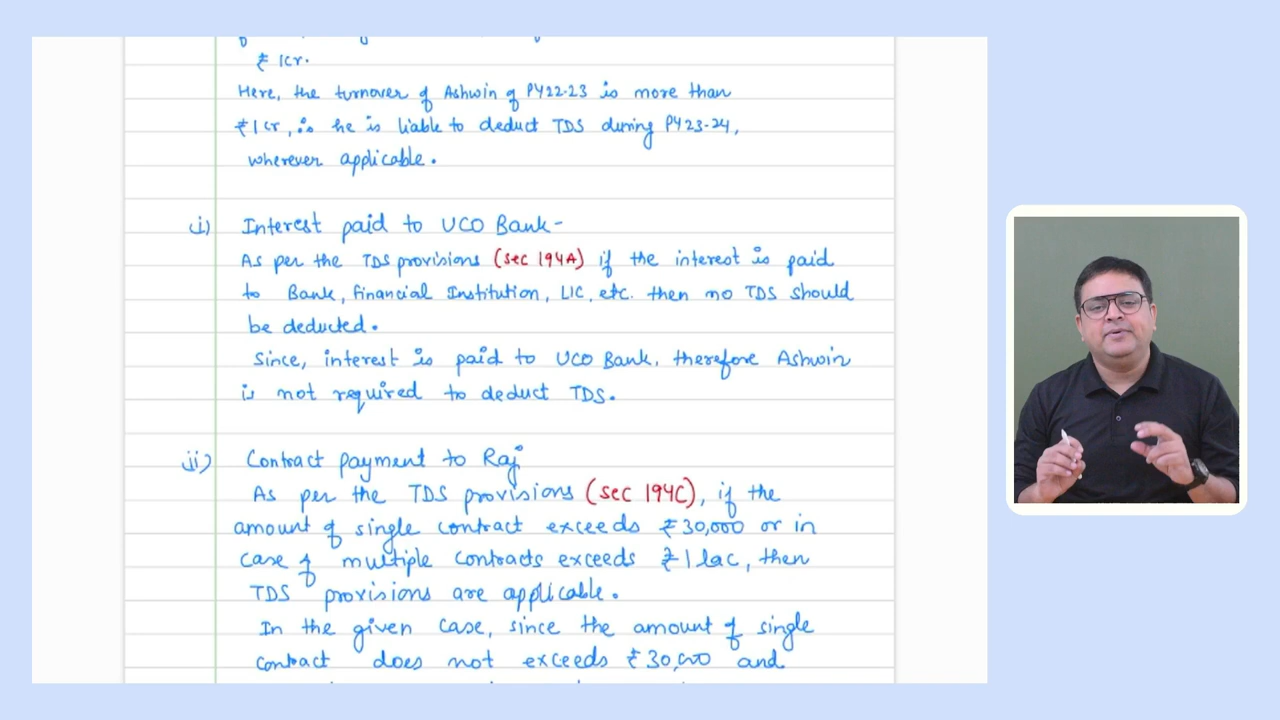 ₹ 1cr.
Here, the turnover of Ashwin of PY22-23 is more than
₹1cr, ∴ he is liable to deduct TDS during PY23-24,
wherever applicable.
i) Interest paid to UCO Bank-
As per the TDS provisions (sec 194A) if the interest is paid
to Bank, Financial Institution, LIC, etc. then no TDS should
be deducted.
Since, interest is paid to UCO Bank, therefore Ashwin
is not required to deduct TDS.
ii) Contract payment to Raj
As per the TDS provisions (sec 194C), if the
amount of single contract exceeds ₹30,000 or in
case of multiple contracts exceeds ₹1 lac, then
TDS provisions are applicable.
In the given case, since the amount of single
contract does not exceeds ₹30,000 and